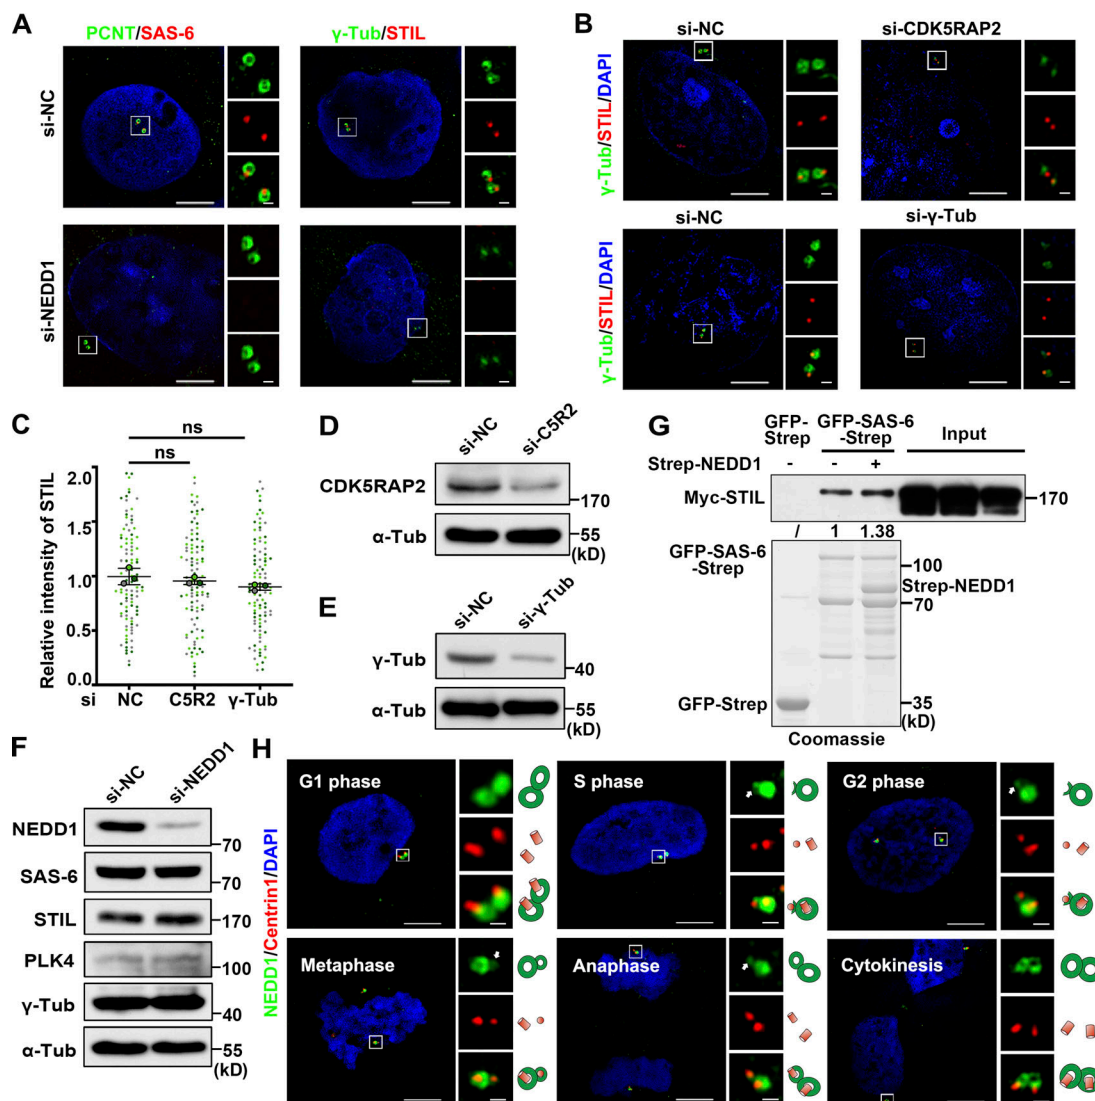 A
PCNT/SAS-6
γ-Tub/STIL
si-NC
si-NEDD1
B
si-NC
si-CDK5RAP2
γ-Tub/STIL/DAPI
si-NC
si-γ-Tub
γ-Tub/STIL/DAPI
C
ns
ns
Relative intensity of STIL
2.0
1.5
1.0
0.5
0.0
si NC C5R2 γ-Tub
D
si-NC si-C5R2
CDK5RAP2
170
α-Tub
55
(kD)
E
si-NC si-γ-Tub
γ-Tub
40
α-Tub
55
(kD)
F
si-NC si-NEDD1
NEDD1
70
SAS-6
70
STIL
170
PLK4
100
γ-Tub
40
α-Tub
55
(kD)
G
GFP-Strep
GFP-SAS-6-Strep
Input
Strep-NEDD1 - - +
Myc-STIL
170
/ 1 1.38
GFP-SAS-6
-Strep
100
Strep-NEDD1
70
GFP-Strep
35
(kD)
Coomassie
H
NEDD1/Centrin1/DAPI
G1 phase
S phase
G2 phase
Metaphase
Anaphase
Cytokinesis